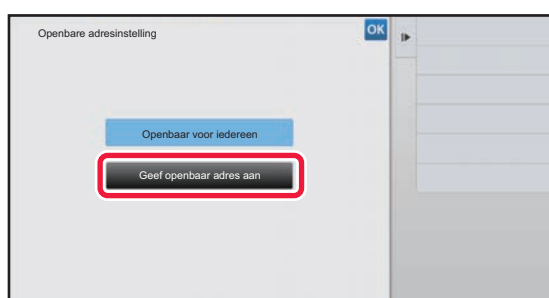 Openbare adresinstelling
OK
Openbaar voor iedereen
Geef openbaar adres aan